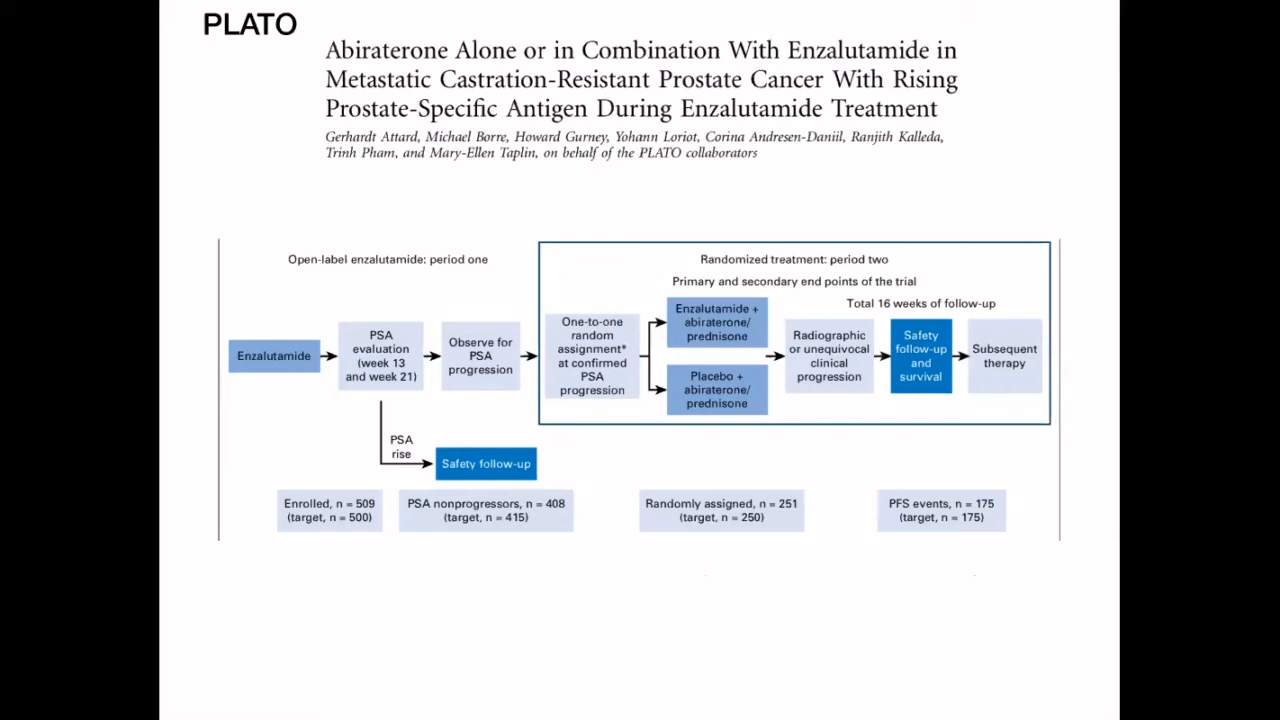 PLATO
Abiraterone Alone or in Combination With Enzalutamide in
Metastatic Castration-Resistant Prostate Cancer With Rising
Prostate-Specific Antigen During Enzalutamide Treatment
Gerhardt Attard, Michael Borre, Howard Gurney, Yohann Loriot, Corina Andresen-Daniil, Ranjith Kalleda,
Trinh Pham, and Mary-Ellen Taplin, on behalf of the PLATO collaborators
Open-label enzalutamide: period one
Enzalutamide
PSA
evaluation
(week 13
and week 21)
Observe for
PSA
progression
PSA
rise
Safety follow-up
Randomized treatment: period two
Primary and secondary end points of the trial
Total 16 weeks of follow-up
One-to-one
random
assignment*
at confirmed
PSA
progression
Enzalutamide +
abiraterone/
prednisone
Placebo +
abiraterone/
prednisone
Radiographic
or unequivocal
clinical
progression
Safety
follow-up
and
survival
Subsequent
therapy
Enrolled, n = 509
(target, n = 500)
PSA nonprogressors, n = 408
(target, n = 415)
Randomly assigned, n = 251
(target, n = 250)
PFS events, n = 175
(target, n = 175)